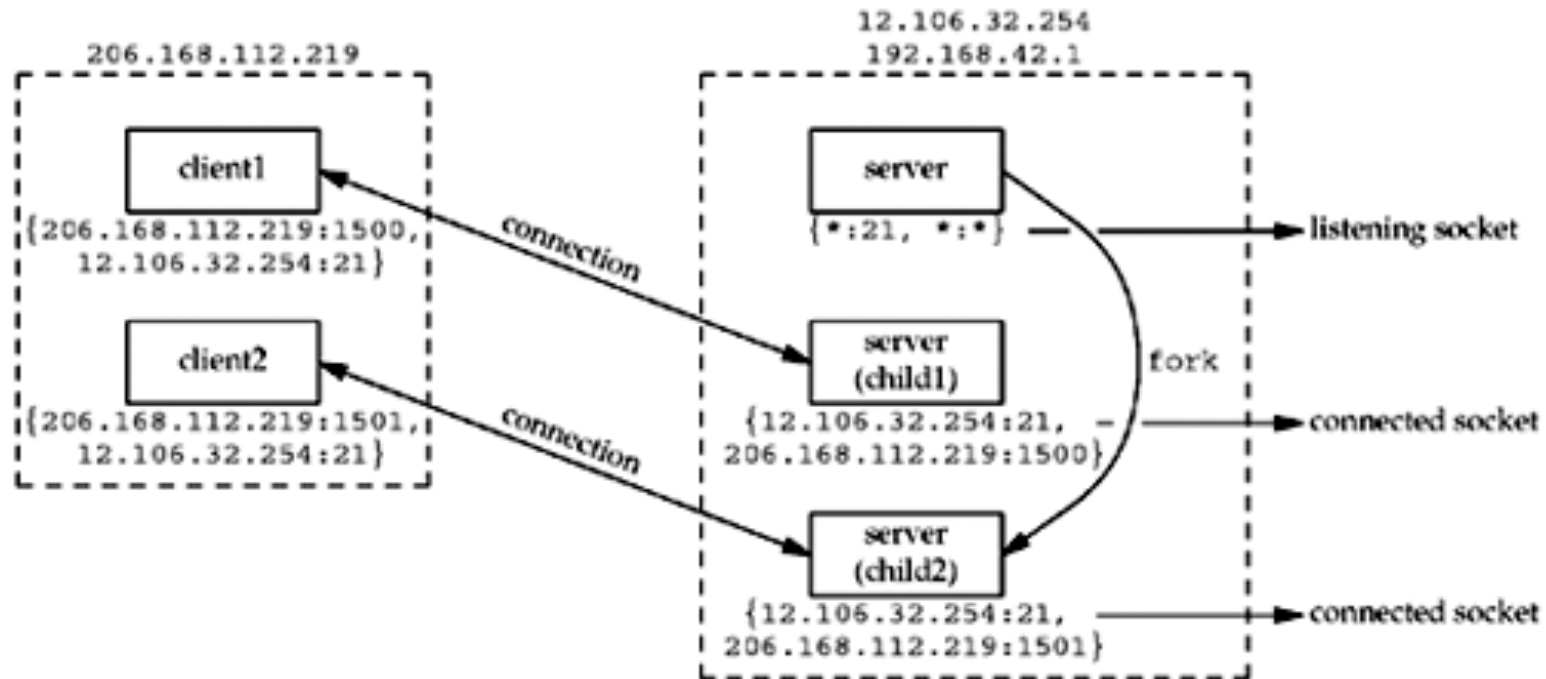 206.168.112.219
client1
{206.168.112.219:1500,
12.106.32.254:21}
client2
{206.168.112.219:1501,
12.106.32.254:21}
connection
connection
12.106.32.254
192.168.42.1
server
{*:21, *:*}
listening socket
fork
server
(child1)
{12.106.32.254:21,
206.168.112.219:1500}
connected socket
server
(child2)
{12.106.32.254:21,
206.168.112.219:1501}
connected socket